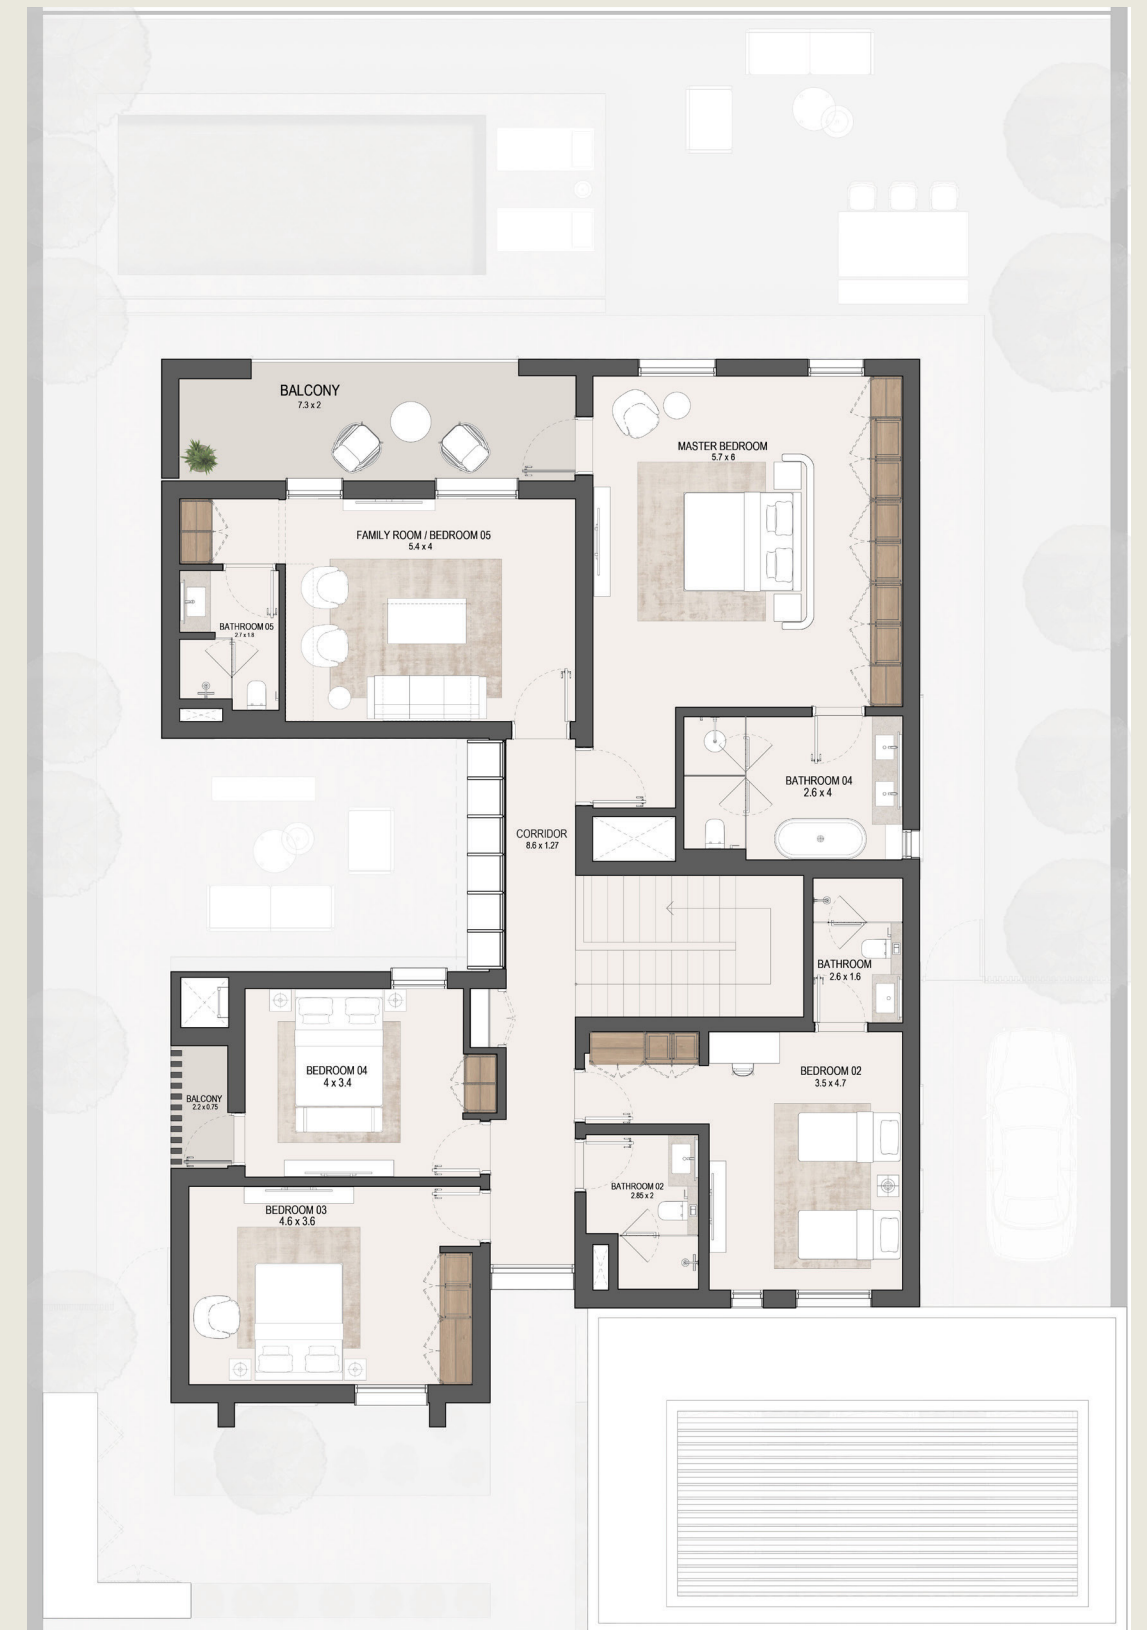 BALCONY
7.3 x 2
MASTER BEDROOM
5.7 x 6
FAMILY ROOM / BEDROOM 05
5.4 x 4
BATHROOM 05
2.7 x 1.8
BATHROOM 04
2.6 x 4
CORRIDOR
8.6 x 1.27
BATHROOM
2.6 x 1.6
BEDROOM 04
4 x 3.4
BEDROOM 02
3.5 x 4.7
BALCONY
2.2 x 0.75
BATHROOM 02
2.85 x 2
BEDROOM 03
4.6 x 3.6